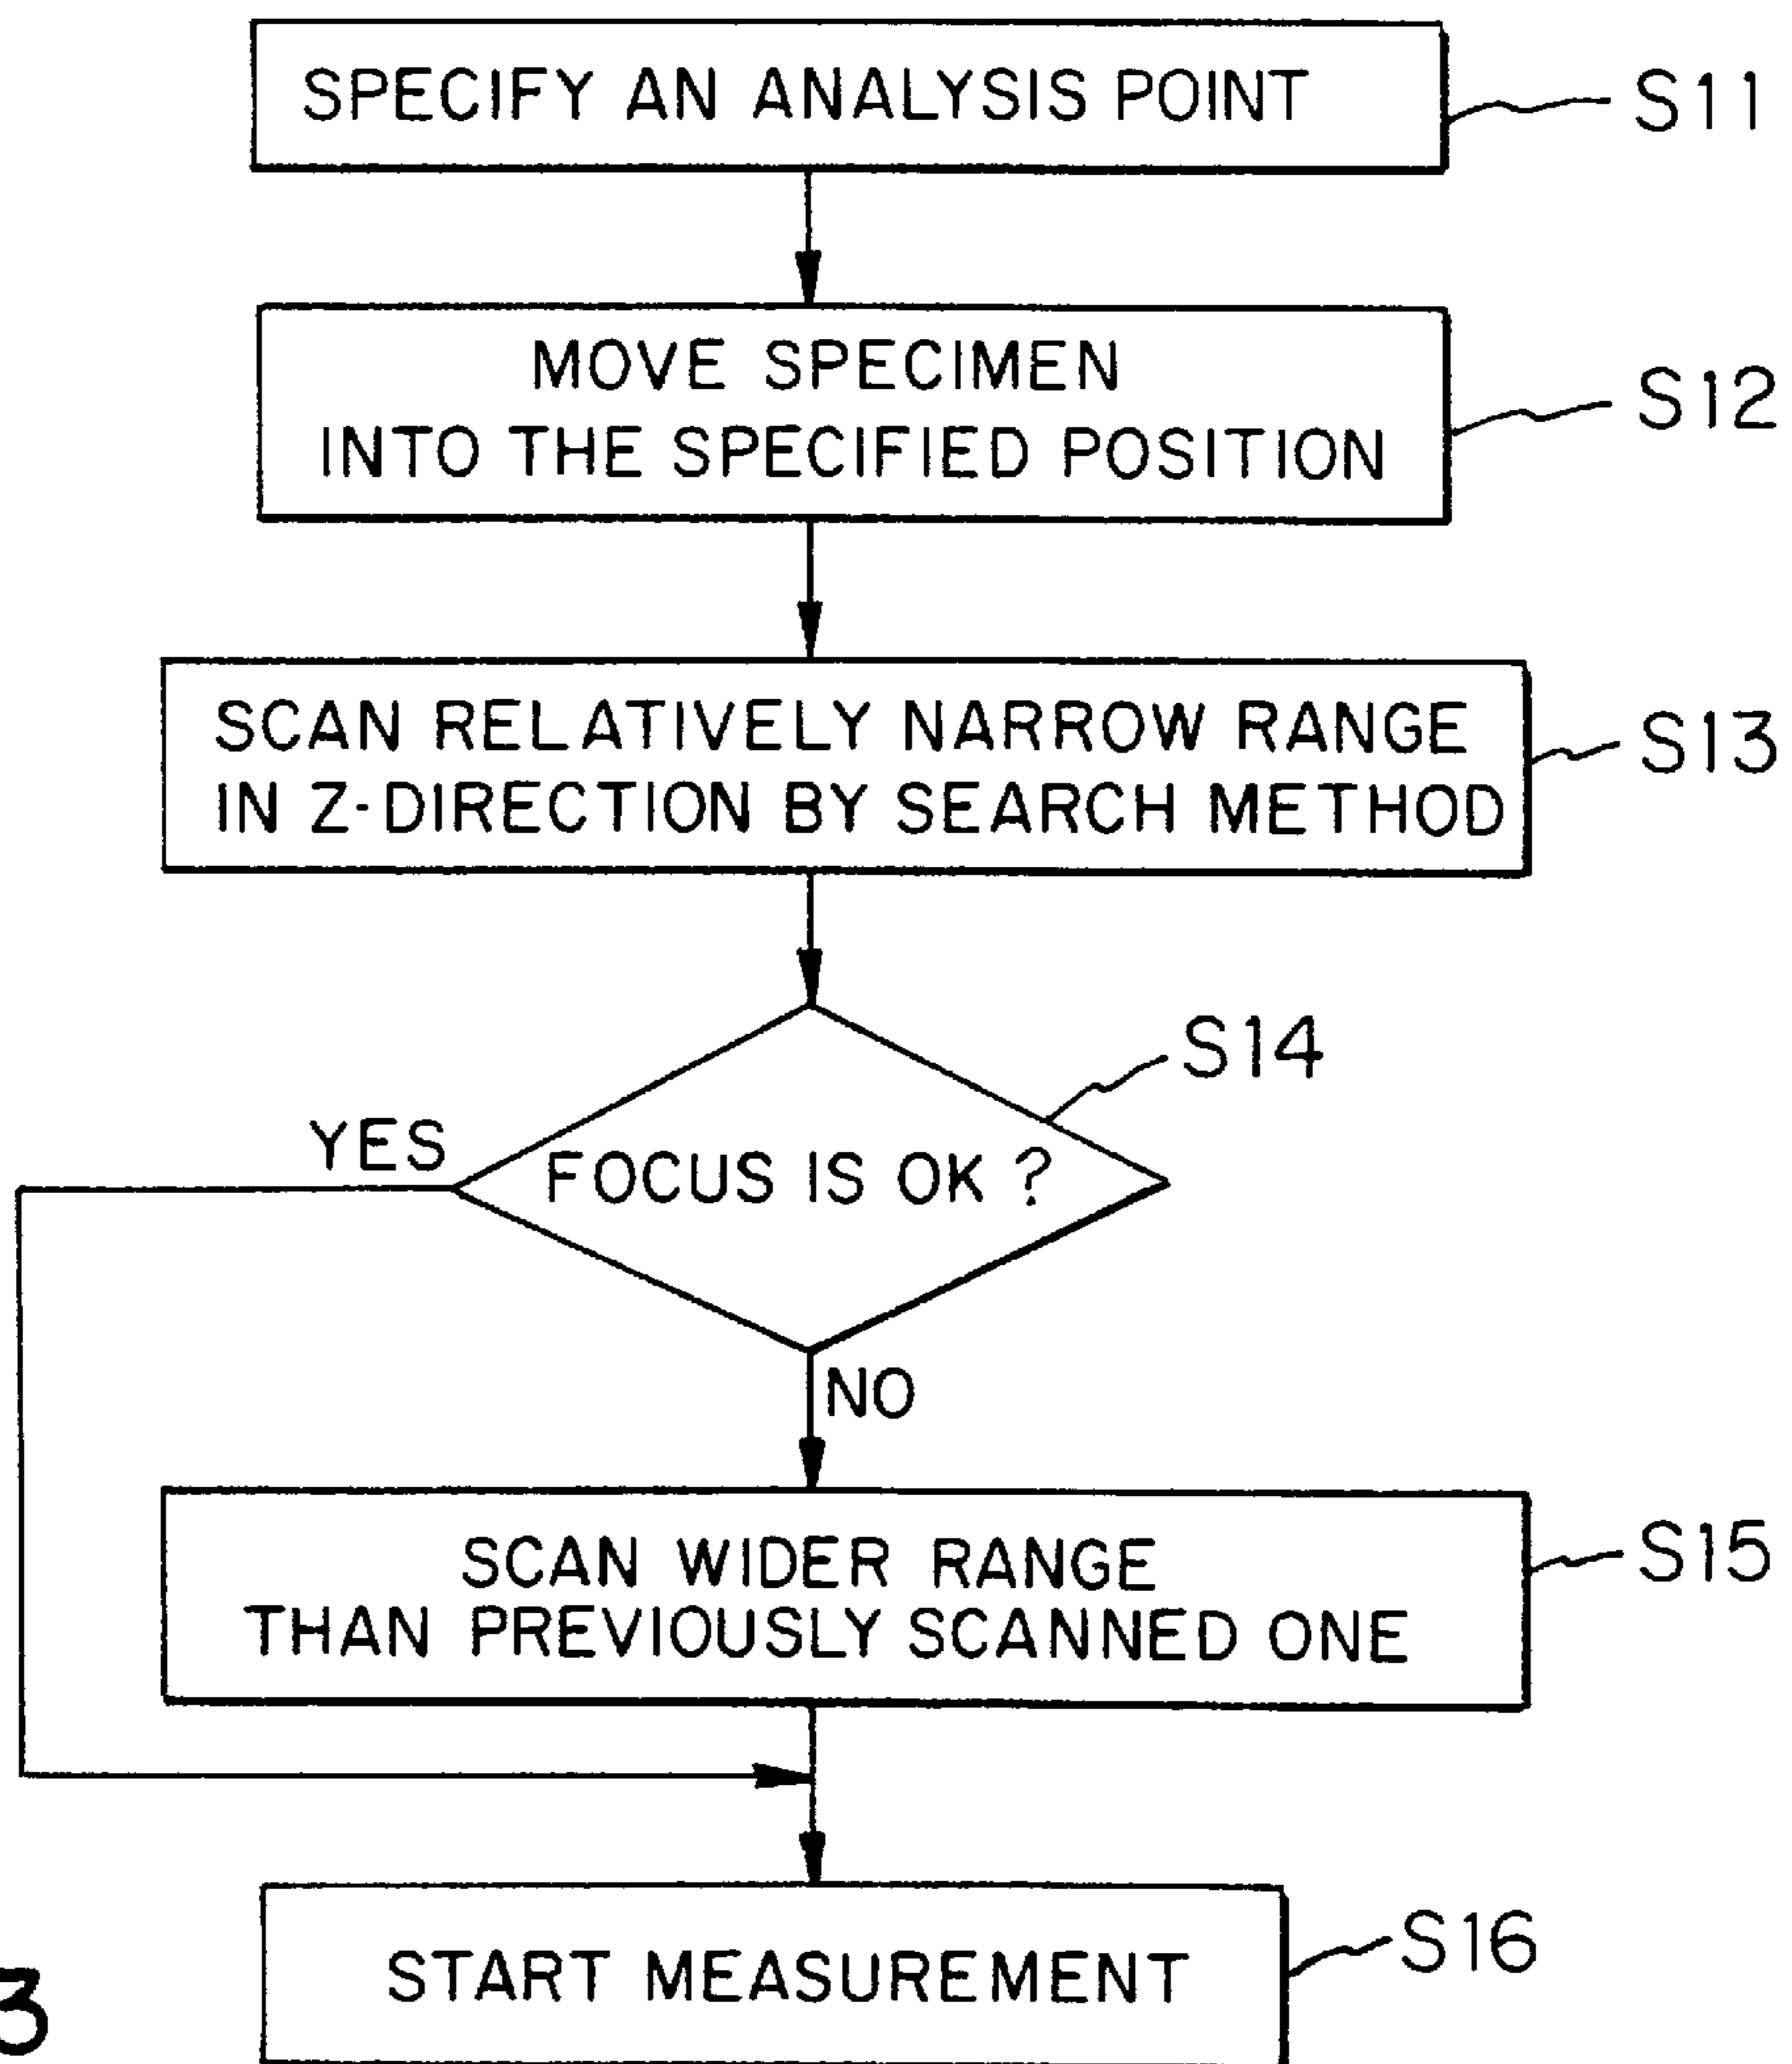 SPECIFY AN ANALYSIS POINT
S11
MOVE SPECIMEN
INTO THE SPECIFIED POSITION
S12
SCAN RELATIVELY NARROW RANGE
IN Z-DIRECTION BY SEARCH METHOD
S13
S14
YES
FOCUS IS OK ?
NO
SCAN WIDER RANGE
THAN PREVIOUSLY SCANNED ONE
S15
START MEASUREMENT
S16
3